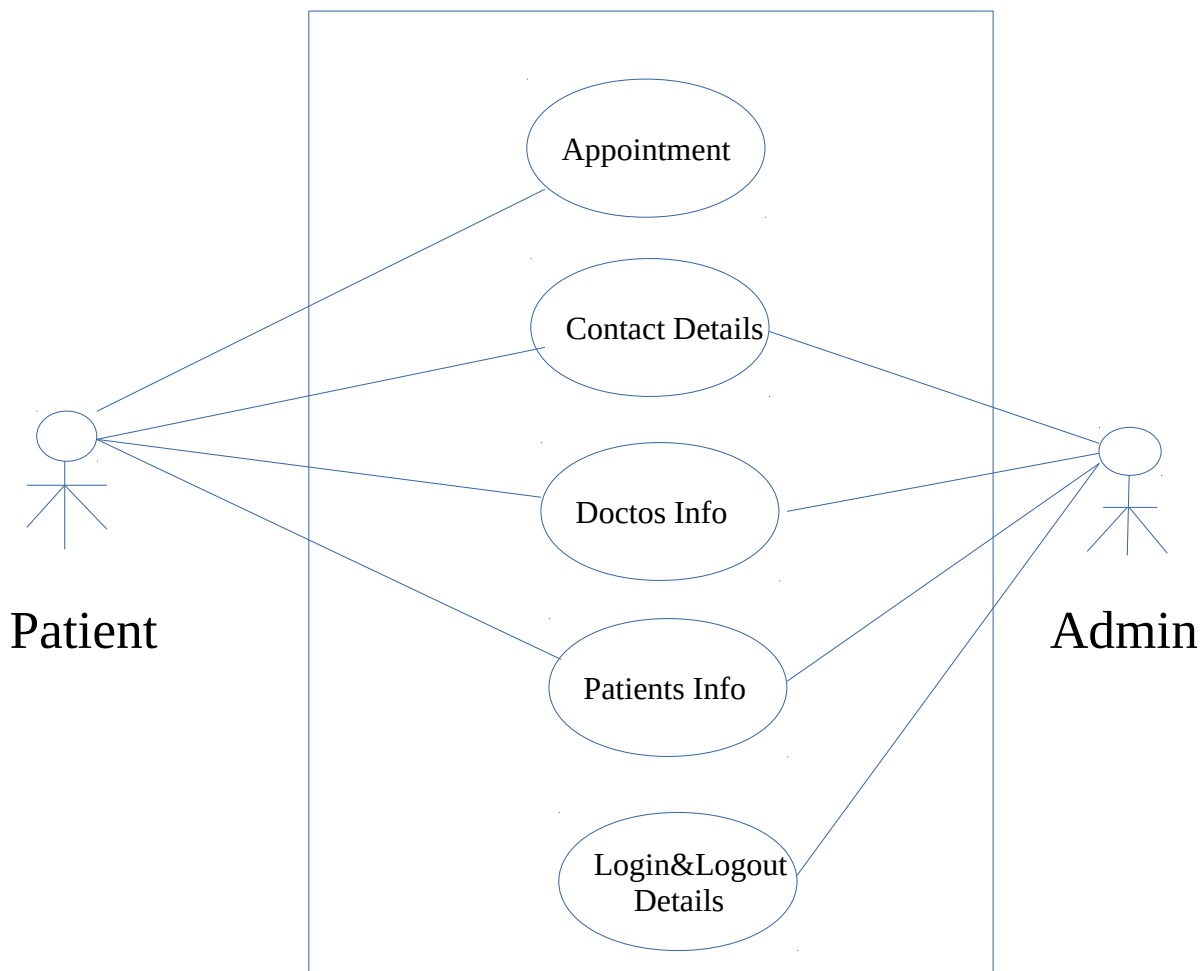 Appointment
Contact Details
Doctos Info
Patient
Admin
Patients Info
Login&Logout
Details